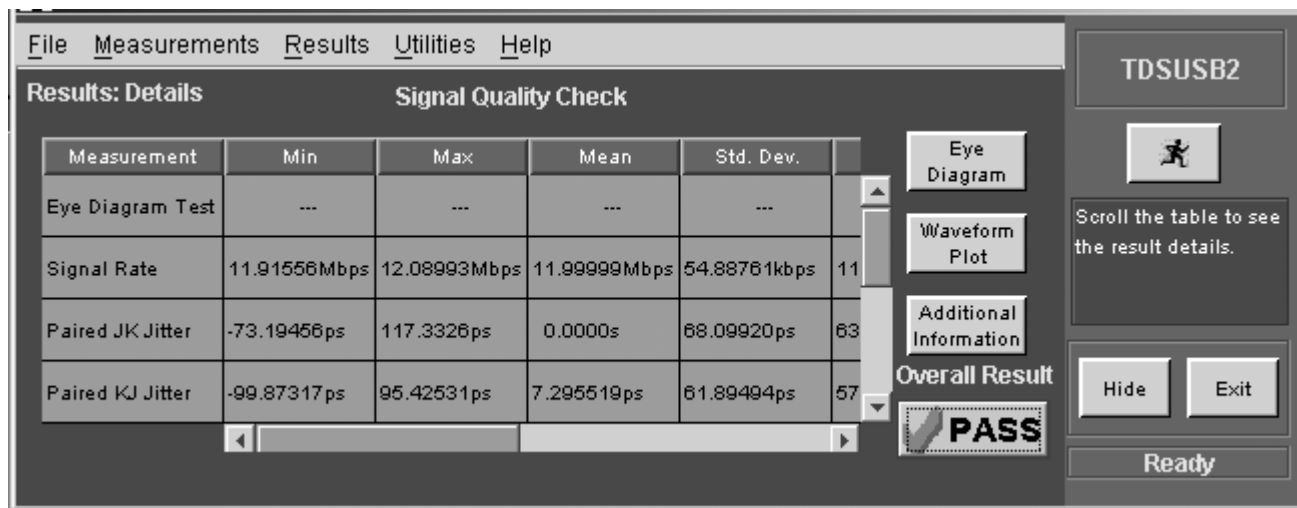 File Measurements Results Utilities Help
TDSUSB2
Results: Details
Signal Quality Check
Measurement Min Max Mean Std. Dev.
Eye Diagram Test --- --- --- ---
Signal Rate 11.91556Mbps 12.08993Mbps 11.99999Mbps 54.88761kbps 11
Paired JK Jitter -73.19456ps 117.3326ps 0.0000s 68.09920ps 63
Paired KJ Jitter -99.87317ps 95.42531ps 7.295519ps 61.89494ps 57
Eye
Diagram
Waveform
Plot
Additional
Information
Overall Result
PASS
Scroll the table to see
the result details.
Hide Exit
Ready